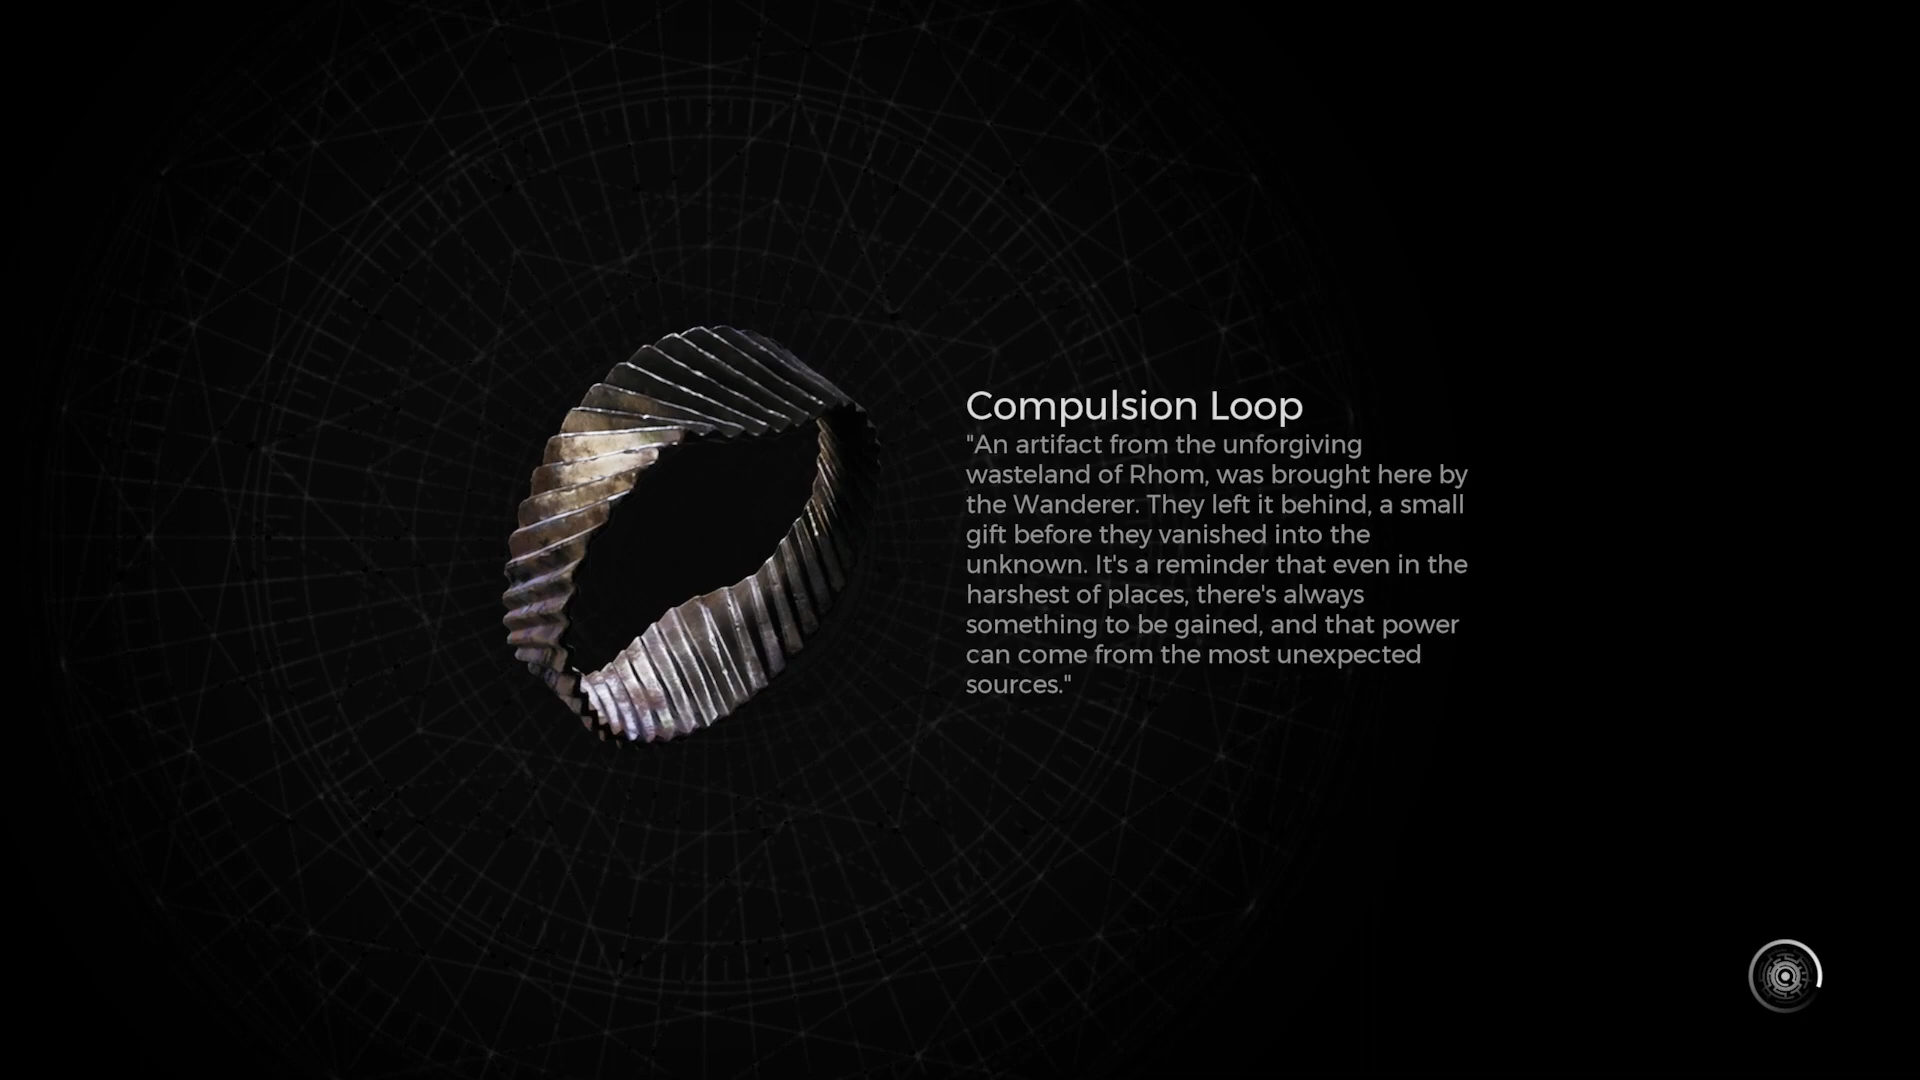 Compulsion Loop
"An artifact from the unforgiving
wasteland of Rhom, was brought here by
the Wanderer. They left it behind, a small
gift before they vanished into the
unknown. It's a reminder that even in the
harshest of places, there's always
something to be gained, and that power
can come from the most unexpected
sources."